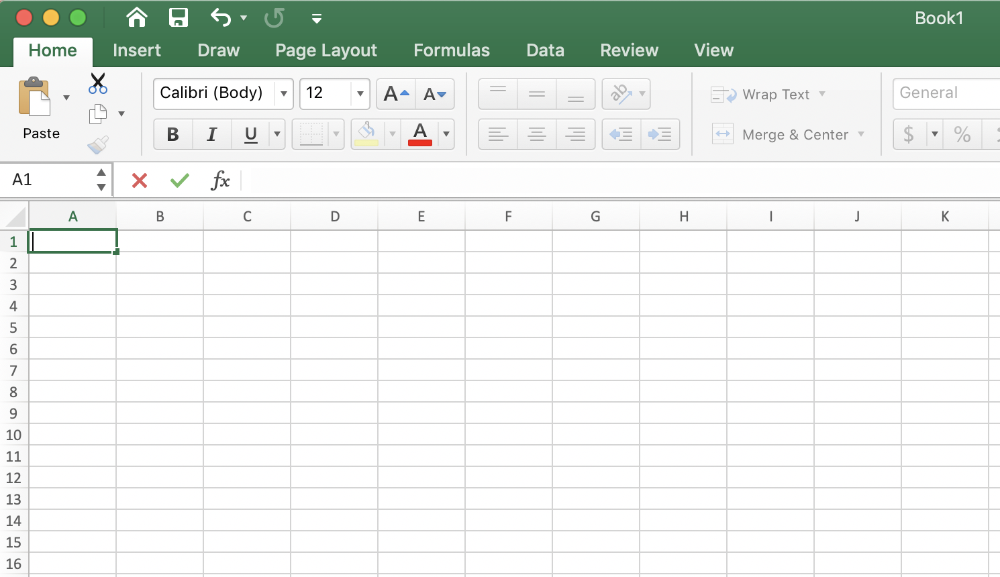 Book1
Home Insert Draw Page Layout Formulas Data Review View
Calibri (Body) 12 A A Wrap Text General
Paste B I U A Merge & Center $ %
A1 fx
A B C D E F G H I J K
1
2
3
4
5
6
7
8
9
10
11
12
13
14
15
16